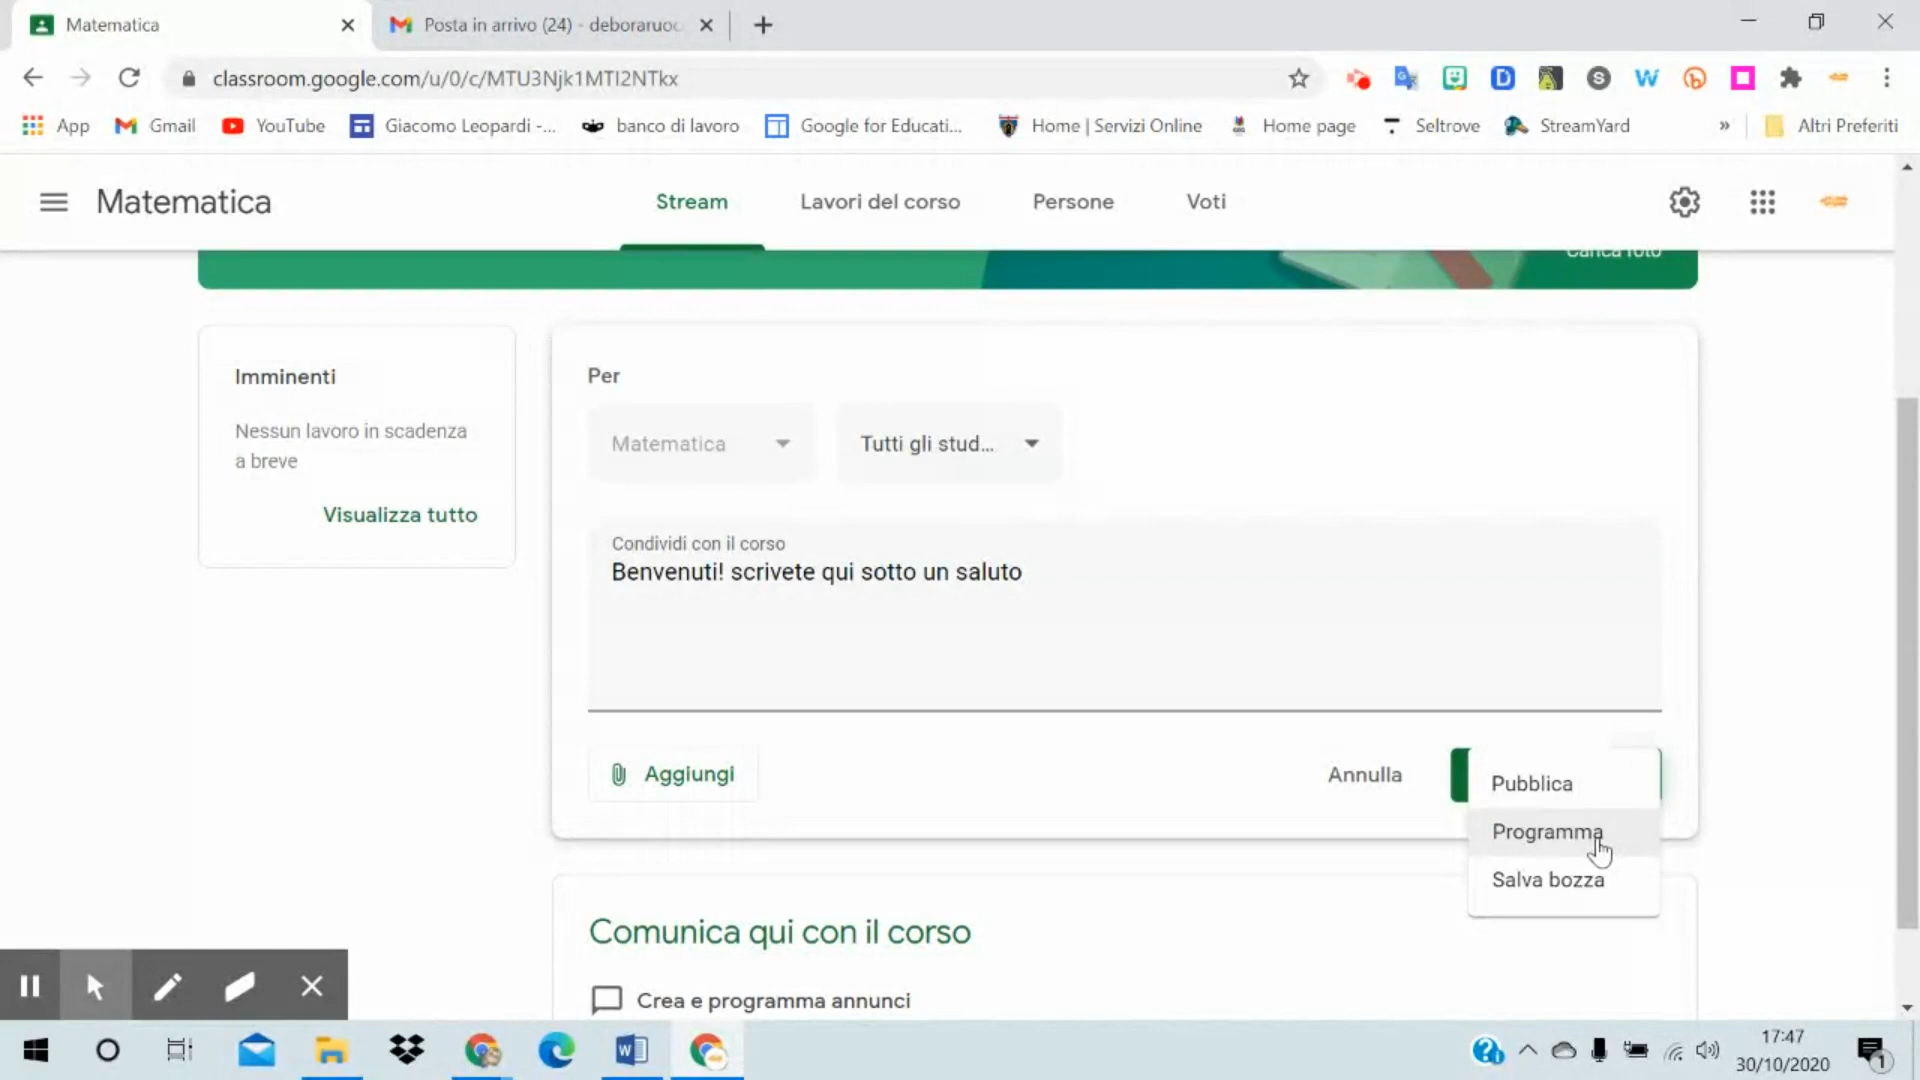 Matematica
Posta in arrivo (24) - deboraruoc
classroom.google.com/u/0/c/MTU3Njk1MTI2NTkx
App
Gmail
YouTube
Giacomo Leopardi -...
banco di lavoro
Google for Educati...
Home | Servizi Online
Home page
Seltrove
StreamYard
»
Altri Preferiti
Matematica
Stream
Lavori del corso
Persone
Voti
Carica foto
Imminenti
Nessun lavoro in scadenza
a breve
Visualizza tutto
Per
Matematica
Tutti gli stud...
Condividi con il corso
Benvenuti! scrivete qui sotto un saluto
Aggiungi
Annulla
Pubblica
Programma
Salva bozza
Comunica qui con il corso
Crea e programma annunci
17:47
30/10/2020
1